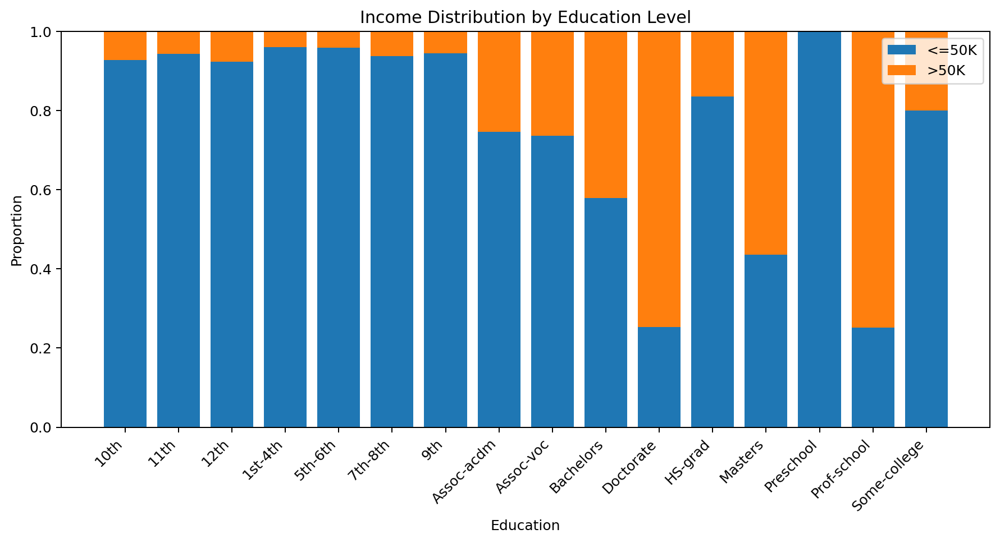 Income Distribution by Education Level
<=50K
>50K
Proportion
1.0
0.8
0.6
0.4
0.2
0.0
10th
11th
12th
1st-4th
5th-6th
7th-8th
9th
Assoc-acdm
Assoc-voc
Bachelors
Doctorate
HS-grad
Masters
Preschool
Prof-school
Some-college
Education